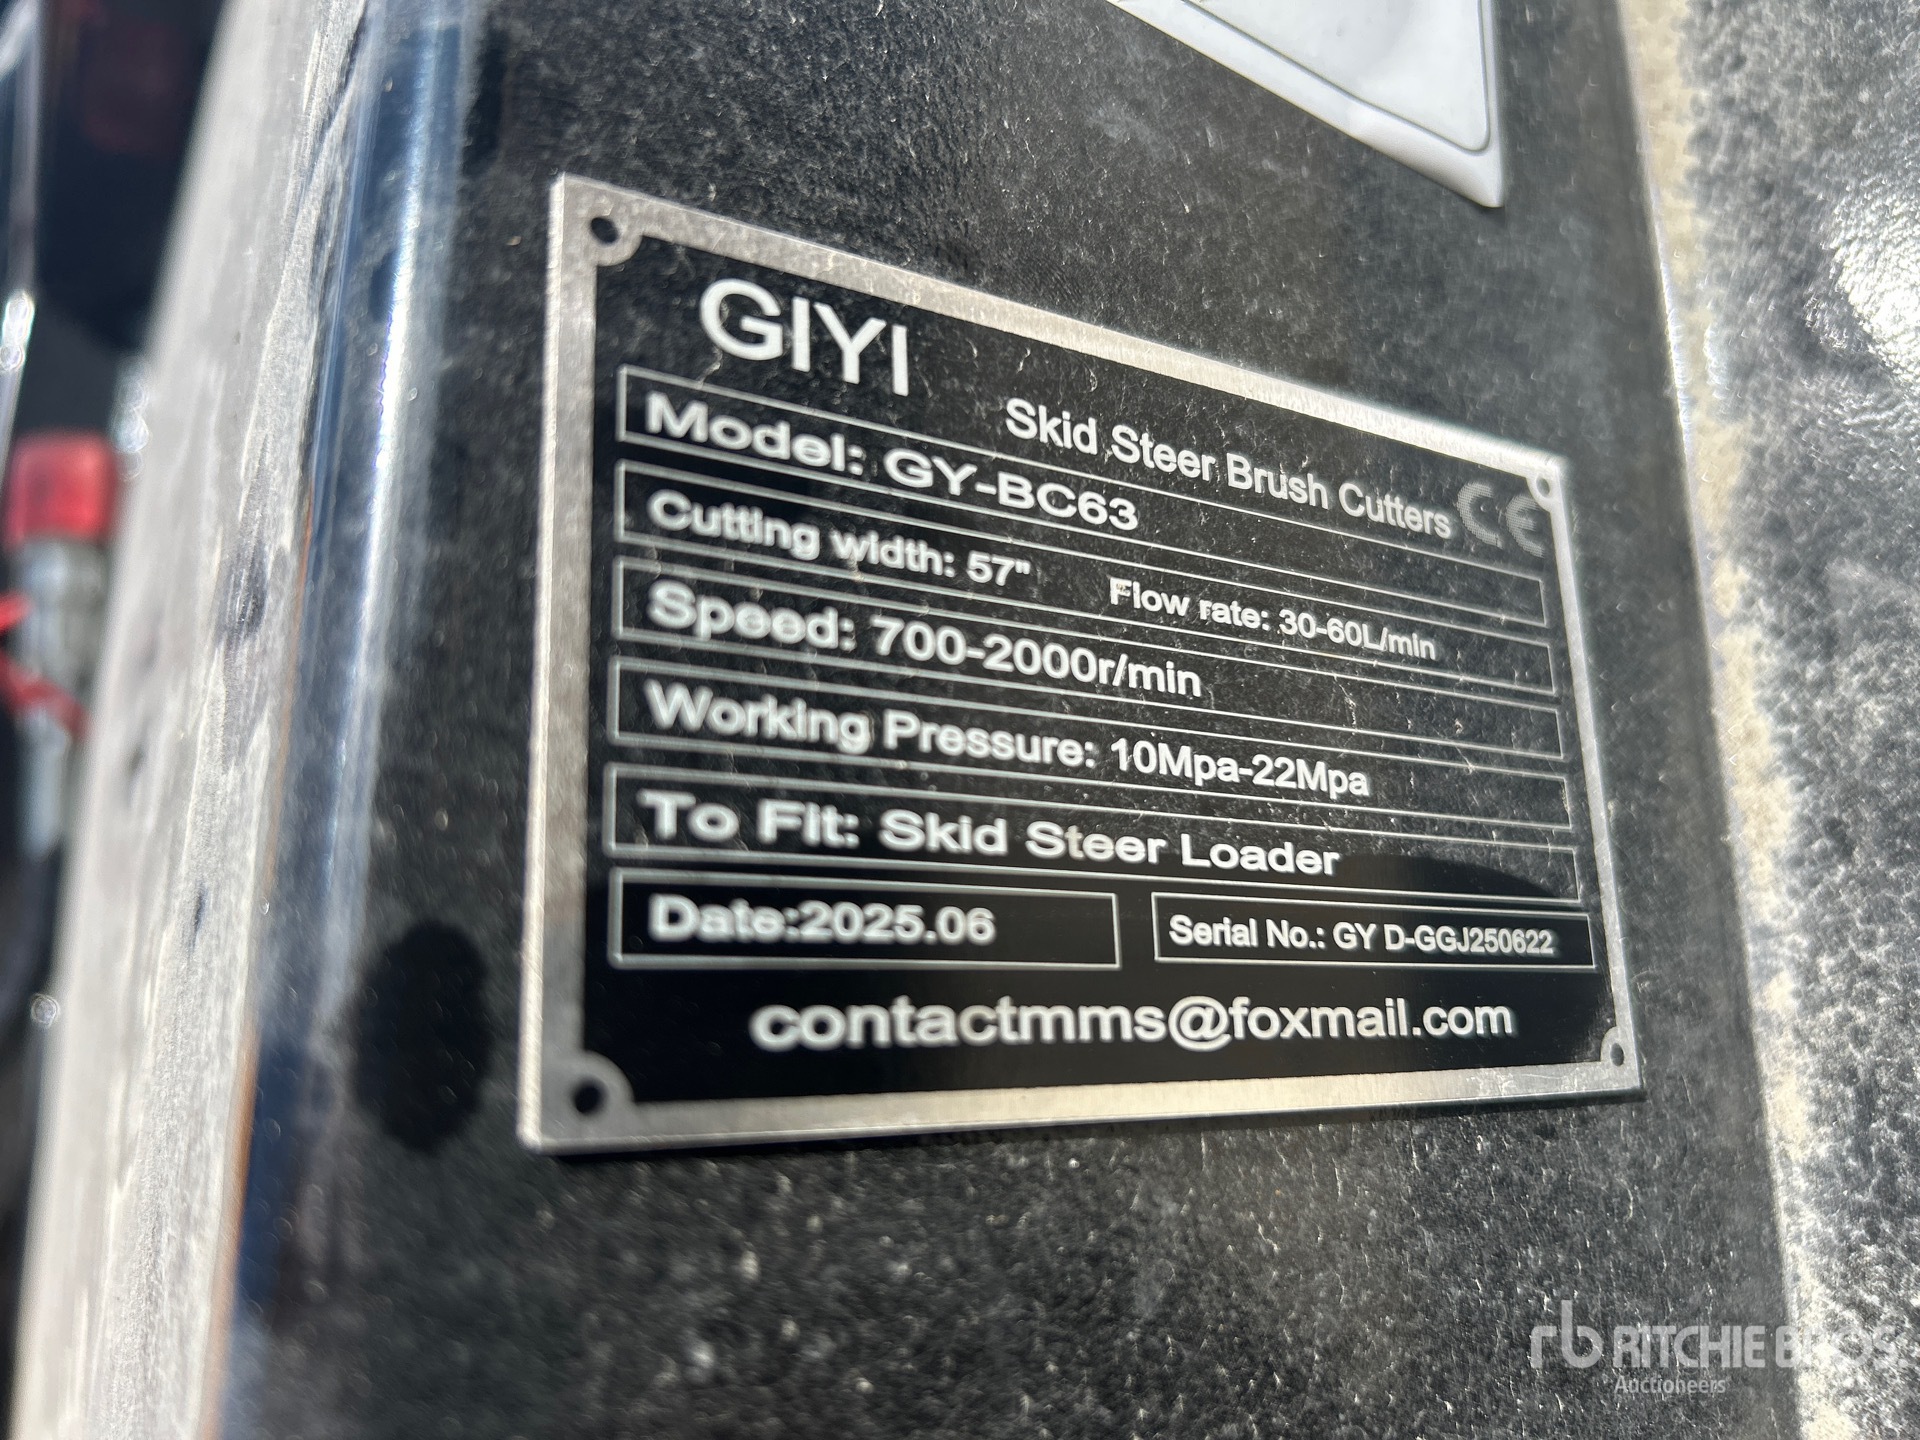 GIYI
Skid Steer Brush Cutters CE
Model: GY-BC63
Cutting width: 57" Flow rate: 30-60L/min
Speed: 700-2000r/min
Working Pressure: 10Mpa-22Mpa
To Fit: Skid Steer Loader
Date:2025.06 Serial No.: GY D-GGJ250622
contactmms@foxmail.com
rb RITCHIE BROS.
Auctioneers